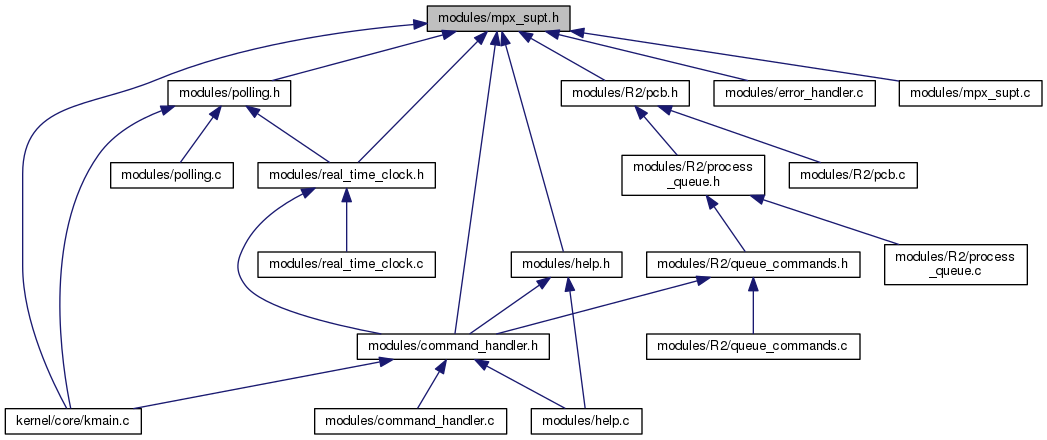 modules/mpx_supt.h
modules/polling.h
modules/R2/pcb.h
modules/error_handler.c
modules/mpx_supt.c
modules/polling.c
modules/real_time_clock.h
modules/R2/process
_queue.h
modules/R2/pcb.c
modules/real_time_clock.c
modules/help.h
modules/R2/queue_commands.h
modules/R2/process
_queue.c
modules/command_handler.h
modules/R2/queue_commands.c
kernel/core/kmain.c
modules/command_handler.c
modules/help.c